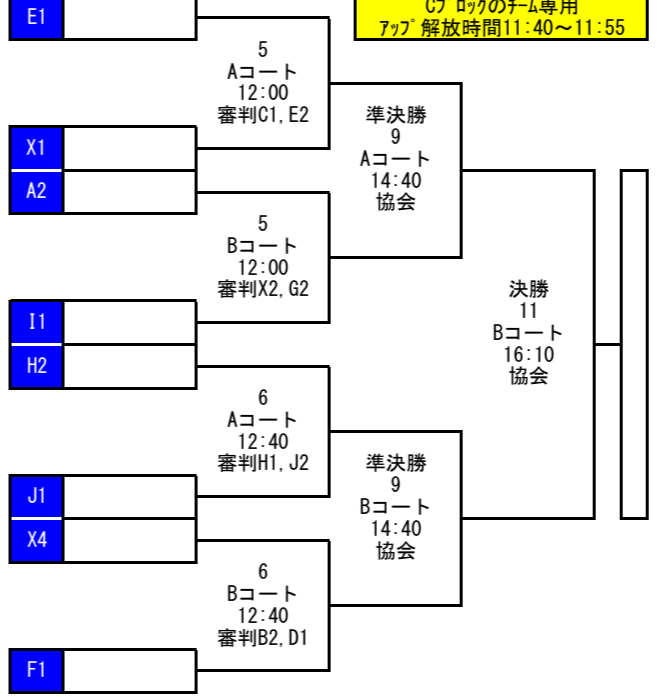 Cブロックのチーム専用
ｱｯﾌﾟ解放時間11:40～11:55
E1
5
Aコート
12:00
審判C1,E2
X1
A2
準決勝
9
Aコート
14:40
協会
5
Bコート
12:00
審判X2,G2
I1
H2
決勝
11
Bコート
16:10
協会
6
Aコート
12:40
審判H1,J2
J1
X4
準決勝
9
Bコート
14:40
協会
6
Bコート
12:40
審判B2,D1
F1